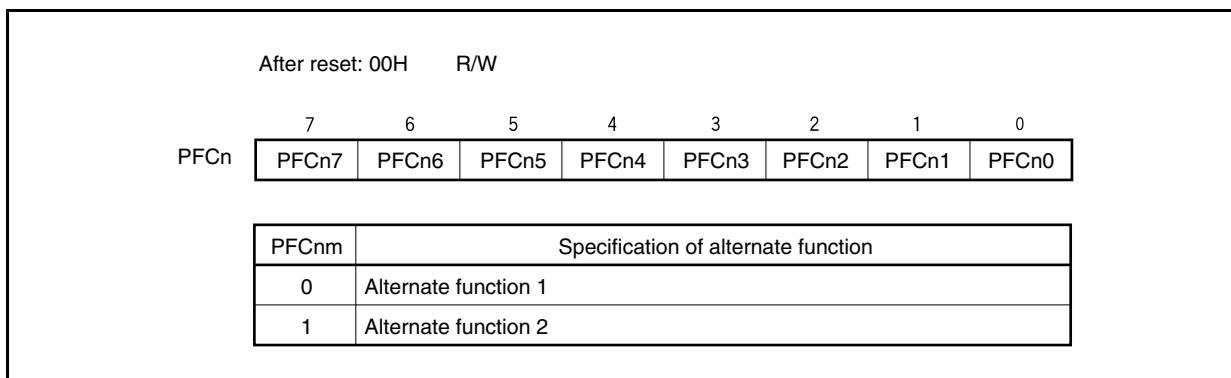 After reset: 00H R/W
7 6 5 4 3 2 1 0
PFCn PFCn7 PFCn6 PFCn5 PFCn4 PFCn3 PFCn2 PFCn1 PFCn0
PFCnm Specification of alternate function
0 Alternate function 1
1 Alternate function 2